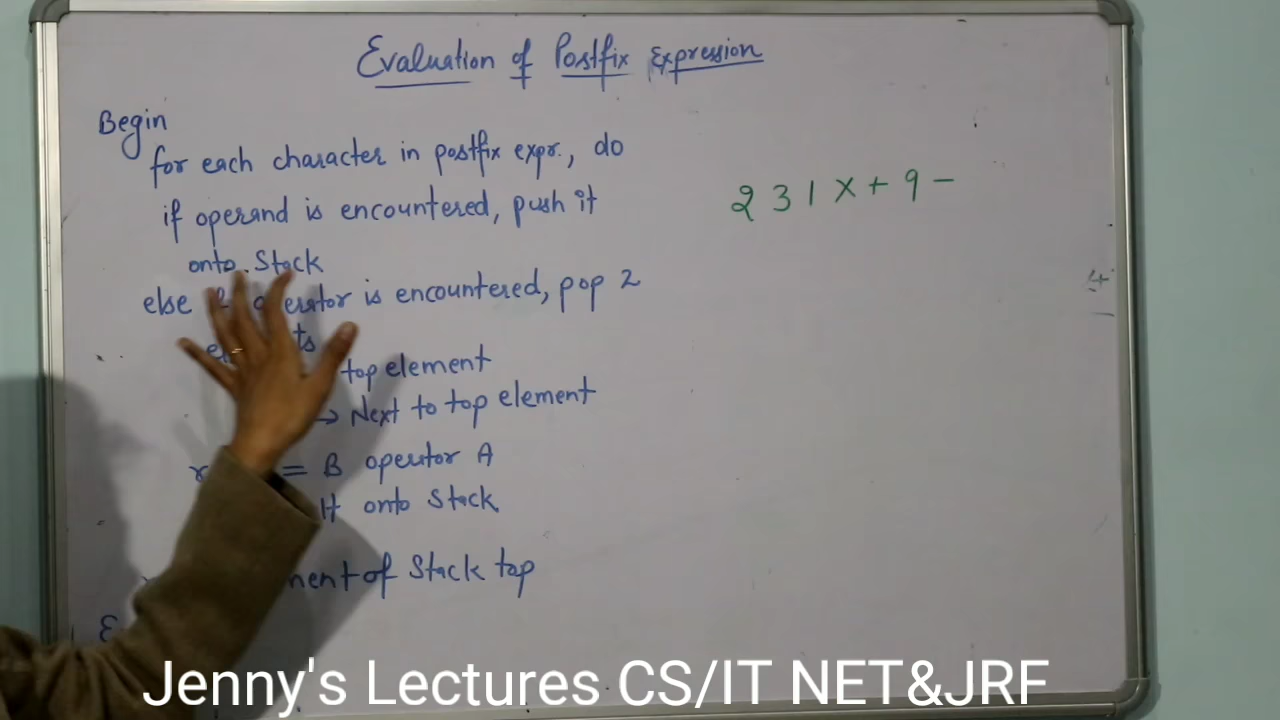 Evaluation of Postfix Expression
Begin
for each character in postfix expr., do
if operand is encountered, push it
onto Stack
else operator is encountered, pop 2
top element
→ Next to top element
= B operator A
onto Stack
of Stack top
2 3 1 X + 9 −
Jenny's Lectures CS/IT NET&JRF